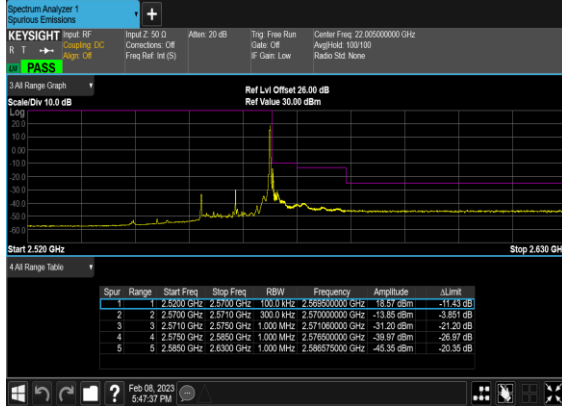 Spectrum Analyzer 1
Spurious Emissions
+
KEYSIGHT Input: RF Input Z: 50 Ω Atten: 20 dB Trig: Free Run Center Freq: 22.005000000 GHz
R T Coupling: DC Corrections: Off Gate: Off Avg|Hold: 100/100
Align: Off Freq Ref: Int (S) IF Gain: Low Radio Std: None
PASS
3 All Range Graph
Ref Lvl Offset 26.00 dB
Scale/Div 10.0 dB Ref Value 30.00 dBm
Log
20.0
10.0
0.00
-10.0
-20.0
-30.0
-40.0
-50.0
-60.0
Start 2.520 GHz Stop 2.630 GH
4 All Range Table
Spur Range Start Freq Stop Freq RBW Frequency Amplitude ΔLimit
1 1 2.5200 GHz 2.5700 GHz 100.0 kHz 2.569500000 GHz 18.57 dBm -11.43 dB
2 2 2.5700 GHz 2.5710 GHz 300.0 kHz 2.570000000 GHz -13.85 dBm -3.851 dB
3 3 2.5710 GHz 2.5750 GHz 1.000 MHz 2.571060000 GHz -31.20 dBm -21.20 dB
4 4 2.5750 GHz 2.5850 GHz 1.000 MHz 2.576500000 GHz -39.97 dBm -26.97 dB
5 5 2.5850 GHz 2.6300 GHz 1.000 MHz 2.586575000 GHz -45.35 dBm -20.35 dB
? Feb 08, 2023
5:47:37 PM